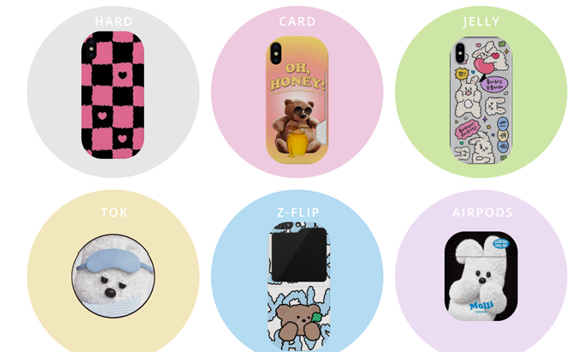 HARD
CARD
JELLY
OH,
HONEY!
TOK
Z-FLIP
AIRPODS
Molli